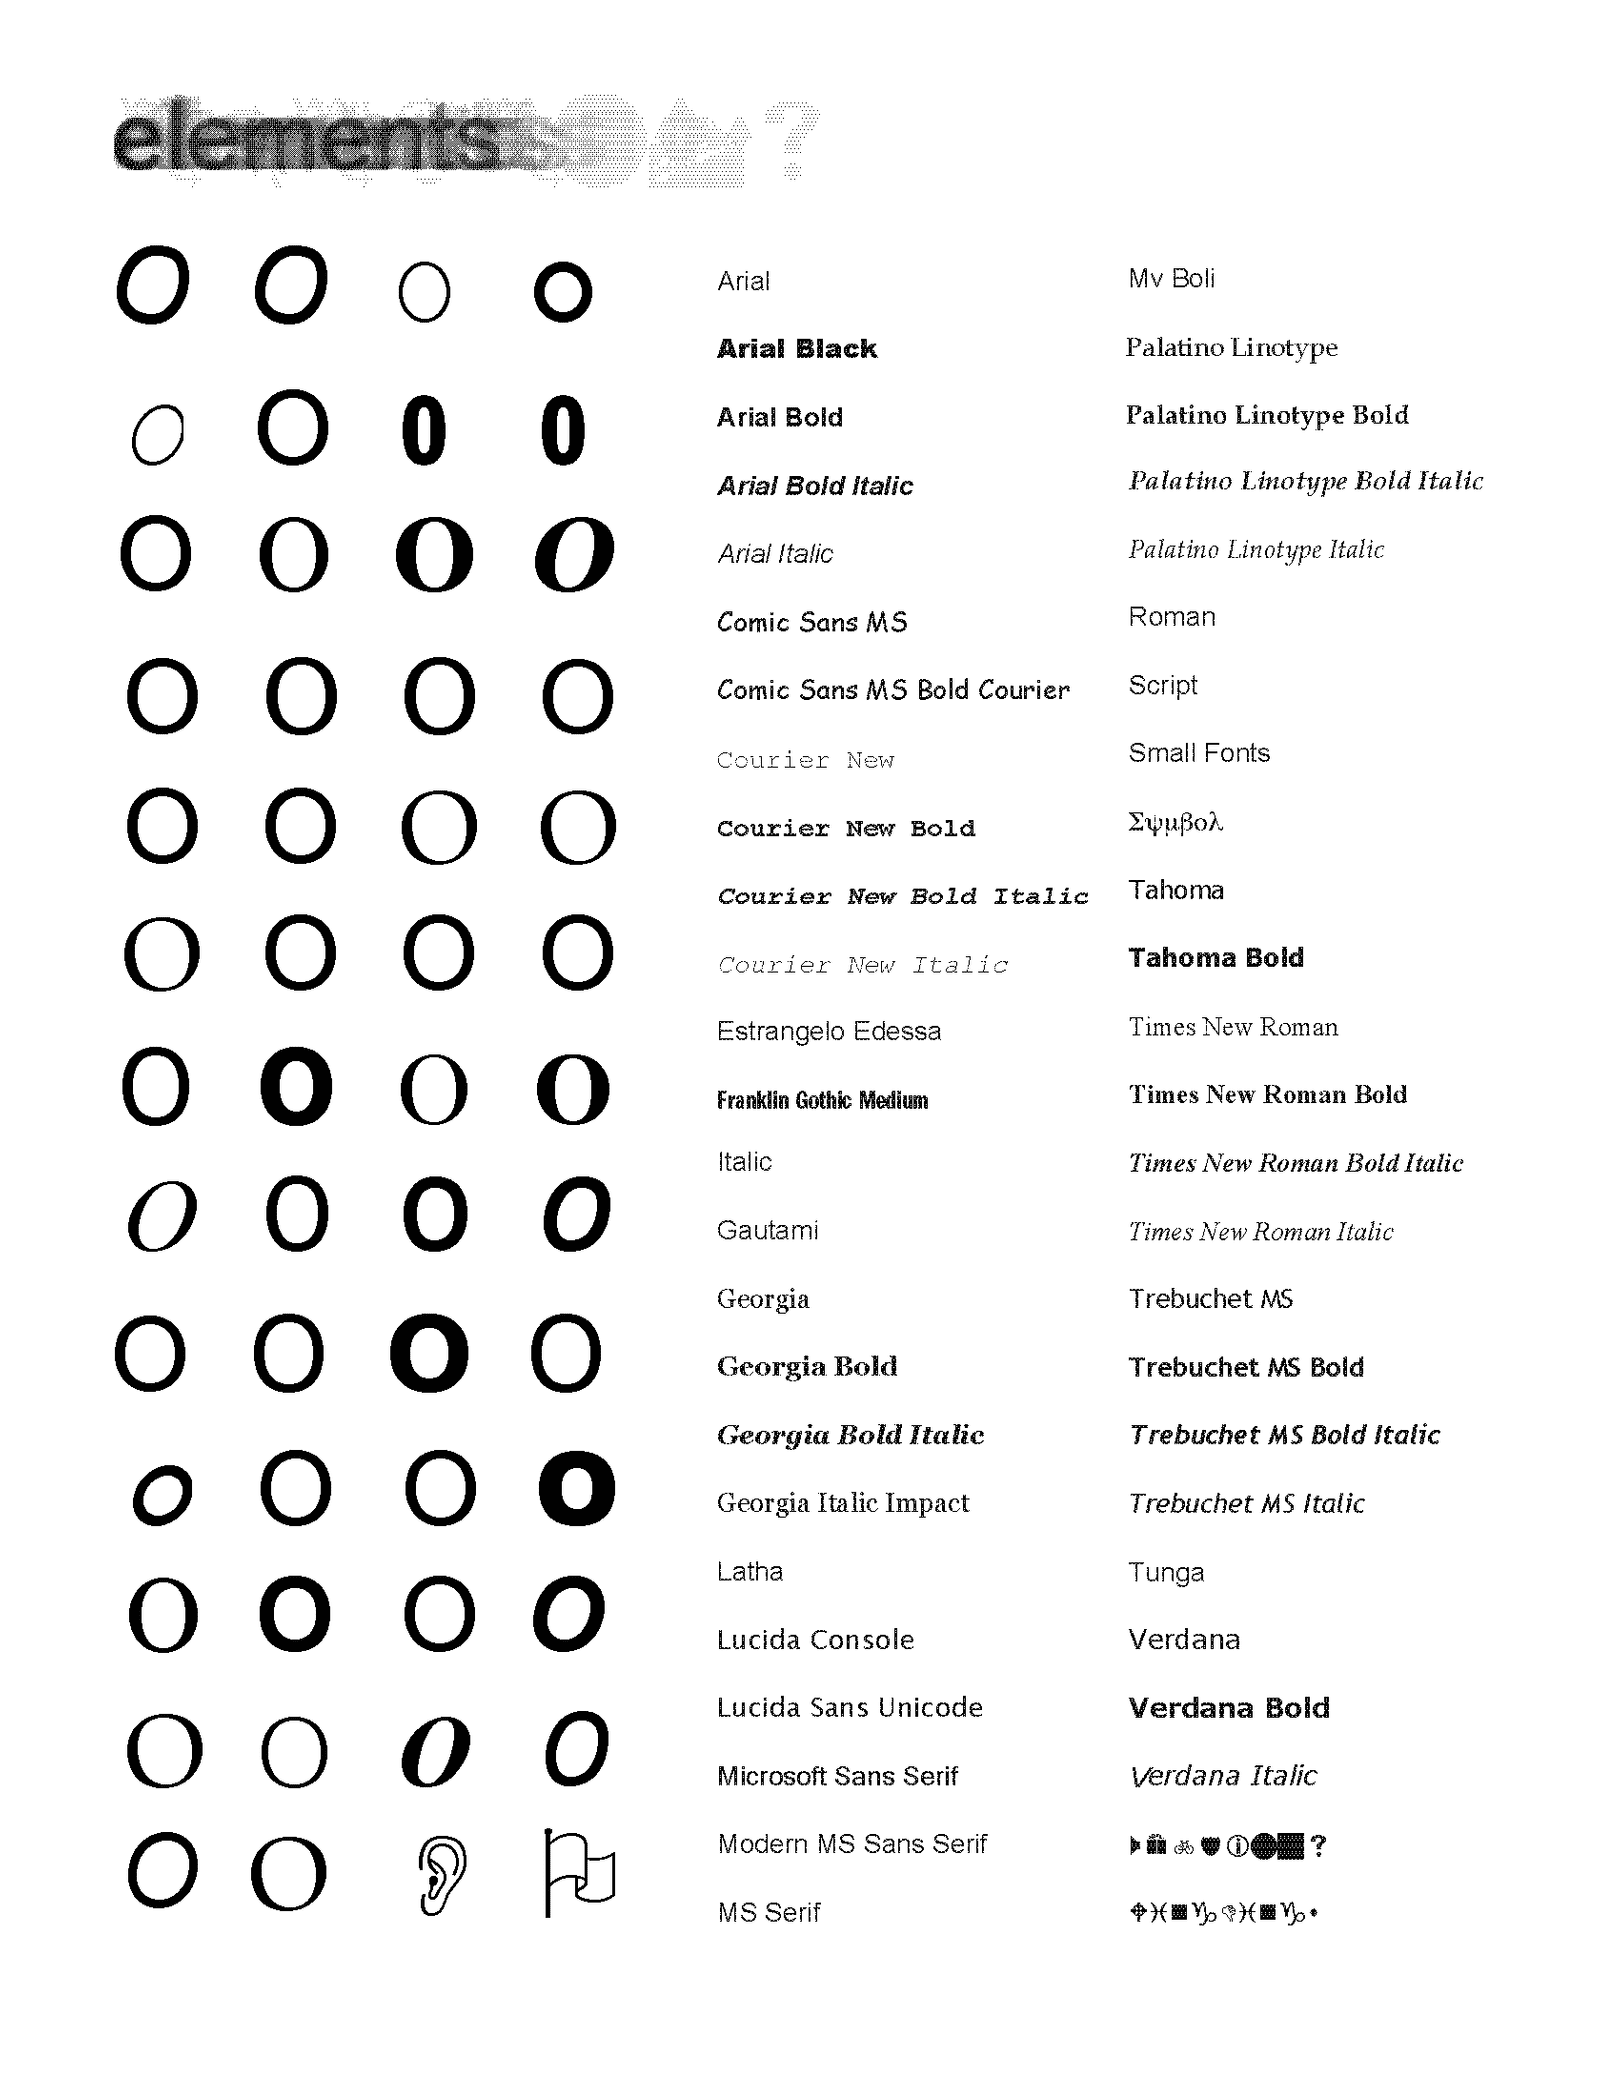 elements
O O O O
O O O O
O O O O
O O O O
O O O O
O O O O
O O O O
O O O O
O O O O
O O O O
O O O O
O O O O
O O
Arial
Arial Black
Arial Bold
Arial Bold Italic
Arial Italic
Comic Sans MS
Comic Sans MS Bold Courier
Courier New
Courier New Bold
Courier New Bold Italic
Courier New Italic
Estrangelo Edessa
Franklin Gothic Medium
Italic
Gautami
Georgia
Georgia Bold
Georgia Bold Italic
Georgia Italic Impact
Latha
Lucida Console
Lucida Sans Unicode
Microsoft Sans Serif
Modern MS Sans Serif
MS Serif
Mv Boli
Palatino Linotype
Palatino Linotype Bold
Palatino Linotype Bold Italic
Palatino Linotype Italic
Roman
Script
Small Fonts
Σψμβολ
Tahoma
Tahoma Bold
Times New Roman
Times New Roman Bold
Times New Roman Bold Italic
Times New Roman Italic
Trebuchet MS
Trebuchet MS Bold
Trebuchet MS Bold Italic
Trebuchet MS Italic
Tunga
Verdana
Verdana Bold
Verdana Italic